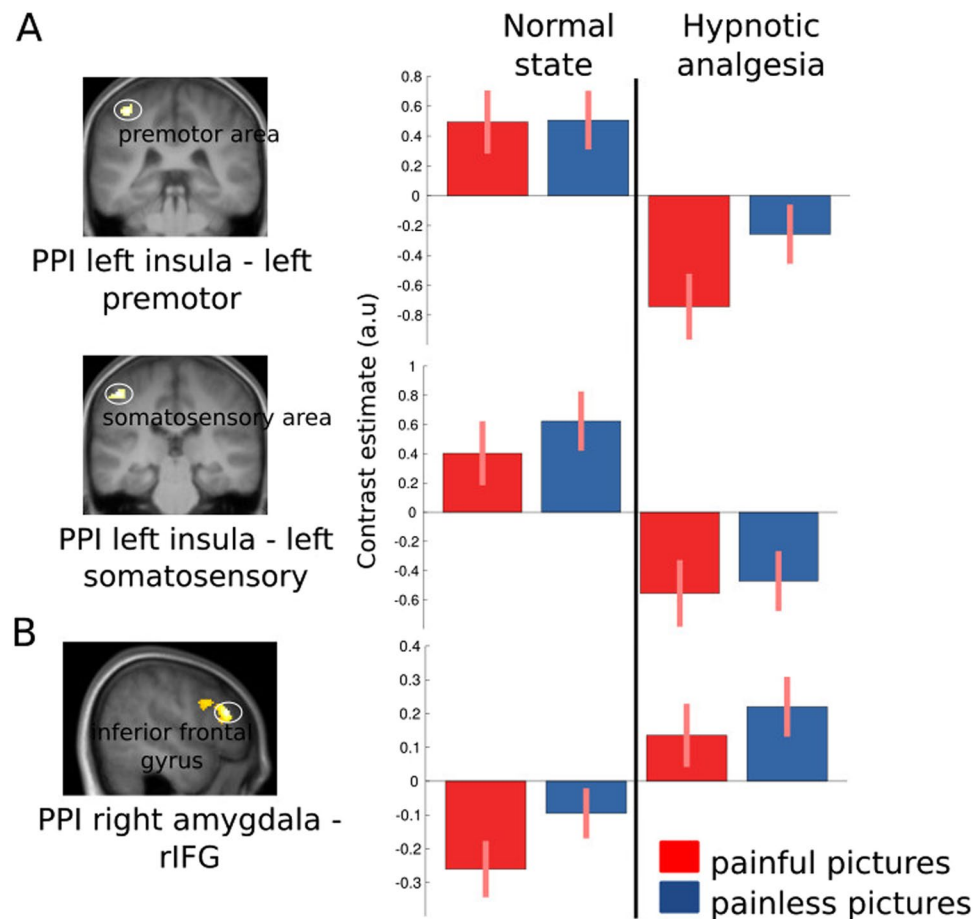 A
Normal
state
Hypnotic
analgesia
premotor area
PPI left insula - left
premotor
0.8
0.6
0.4
0.2
0
-0.2
-0.4
-0.6
-0.8
Contrast estimate (a.u)
somatosensory area
PPI left insula - left
somatosensory
1
0.8
0.6
0.4
0.2
0
-0.2
-0.4
-0.6
B
inferior frontal
gyrus
PPI right amygdala -
rIFG
0.4
0.3
0.2
0.1
0
-0.1
-0.2
-0.3
painful pictures
painless pictures